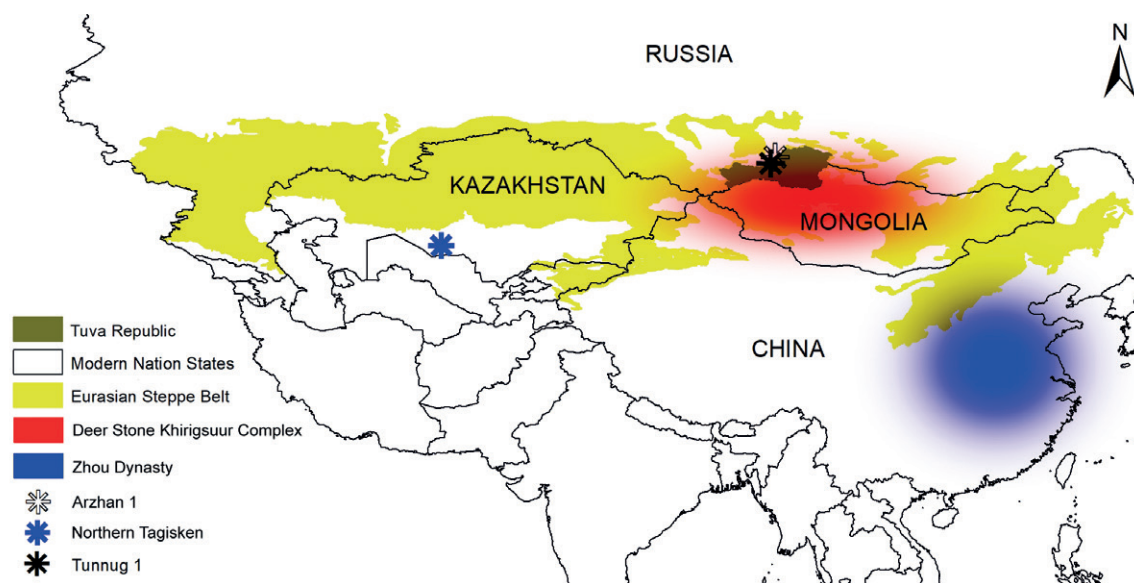 RUSSIA
N
KAZAKHSTAN
MONGOLIA
CHINA
Tuva Republic
Modern Nation States
Eurasian Steppe Belt
Deer Stone Khirigsuur Complex
Zhou Dynasty
Arzhan 1
Northern Tagisken
Tunnug 1